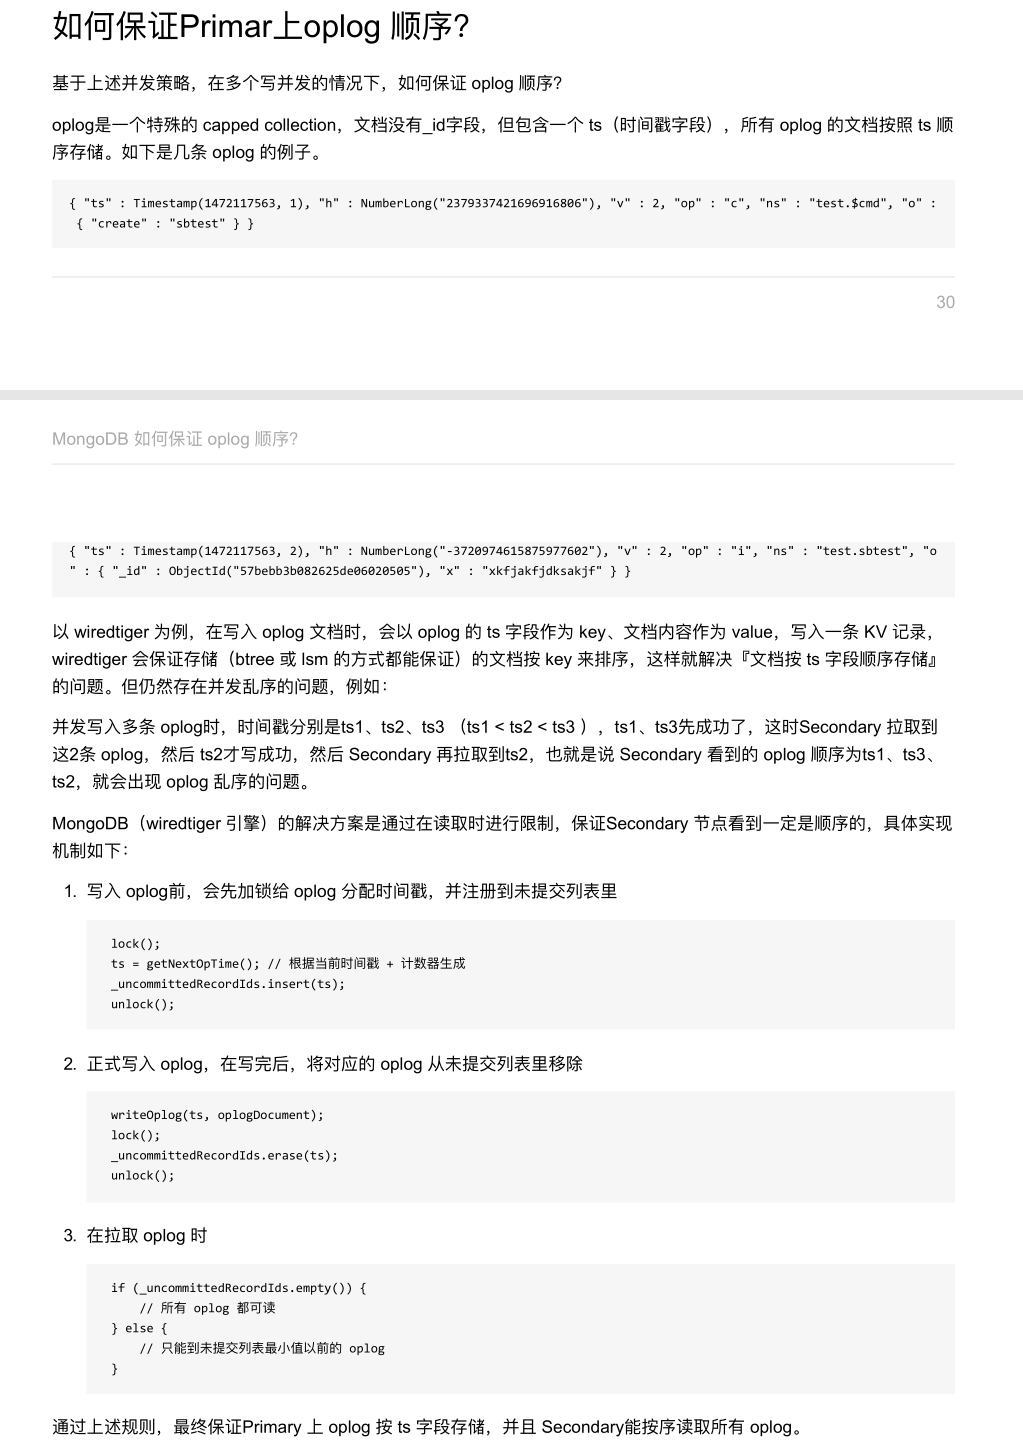 如何保证Primar上oplog 顺序?
基于上述并发策略，在多个写并发的情况下，如何保证 oplog 顺序?
oplog是一个特殊的 capped collection，文档没有_id字段，但包含一个 ts（时间戳字段），所有 oplog 的文档按照 ts 顺
序存储。如下是几条 oplog 的例子。
{ "ts" : Timestamp(1472117563, 1), "h" : NumberLong("2379337421696916806"), "v" : 2, "op" : "c", "ns" : "test.$cmd", "o" :
{ "create" : "sbtest" } }
30
MongoDB 如何保证 oplog 顺序?
{ "ts" : Timestamp(1472117563, 2), "h" : NumberLong("-3720974615875977602"), "v" : 2, "op" : "i", "ns" : "test.sbtest", "o
" : { "_id" : ObjectId("57bebb3b082625de06020505"), "x" : "xkfjakfjdksakjf" } }
以 wiredtiger 为例，在写入 oplog 文档时，会以 oplog 的 ts 字段作为 key、文档内容作为 value，写入一条 KV 记录，
wiredtiger 会保证存储（btree 或 lsm 的方式都能保证）的文档按 key 来排序，这样就解决『文档按 ts 字段顺序存储』
的问题。但仍然存在并发乱序的问题，例如：
并发写入多条 oplog时，时间戳分别是ts1、ts2、ts3 （ts1 < ts2 < ts3 ），ts1、ts3先成功了，这时Secondary 拉取到
这2条 oplog，然后 ts2才写成功，然后 Secondary 再拉取到ts2，也就是说 Secondary 看到的 oplog 顺序为ts1、ts3、
ts2，就会出现 oplog 乱序的问题。
MongoDB（wiredtiger 引擎）的解决方案是通过在读取时进行限制，保证Secondary 节点看到一定是顺序的，具体实现
机制如下：
1. 写入 oplog前，会先加锁给 oplog 分配时间戳，并注册到未提交列表里
lock();
ts = getNextOpTime(); // 根据当前时间戳 + 计数器生成
_uncommittedRecordIds.insert(ts);
unlock();
2. 正式写入 oplog，在写完后，将对应的 oplog 从未提交列表里移除
writeOplog(ts, oplogDocument);
lock();
_uncommittedRecordIds.erase(ts);
unlock();
3. 在拉取 oplog 时
if (_uncommittedRecordIds.empty()) {
// 所有 oplog 都可读
} else {
// 只能到未提交列表最小值以前的 oplog
}
通过上述规则，最终保证Primary 上 oplog 按 ts 字段存储，并且 Secondary能按序读取所有 oplog。